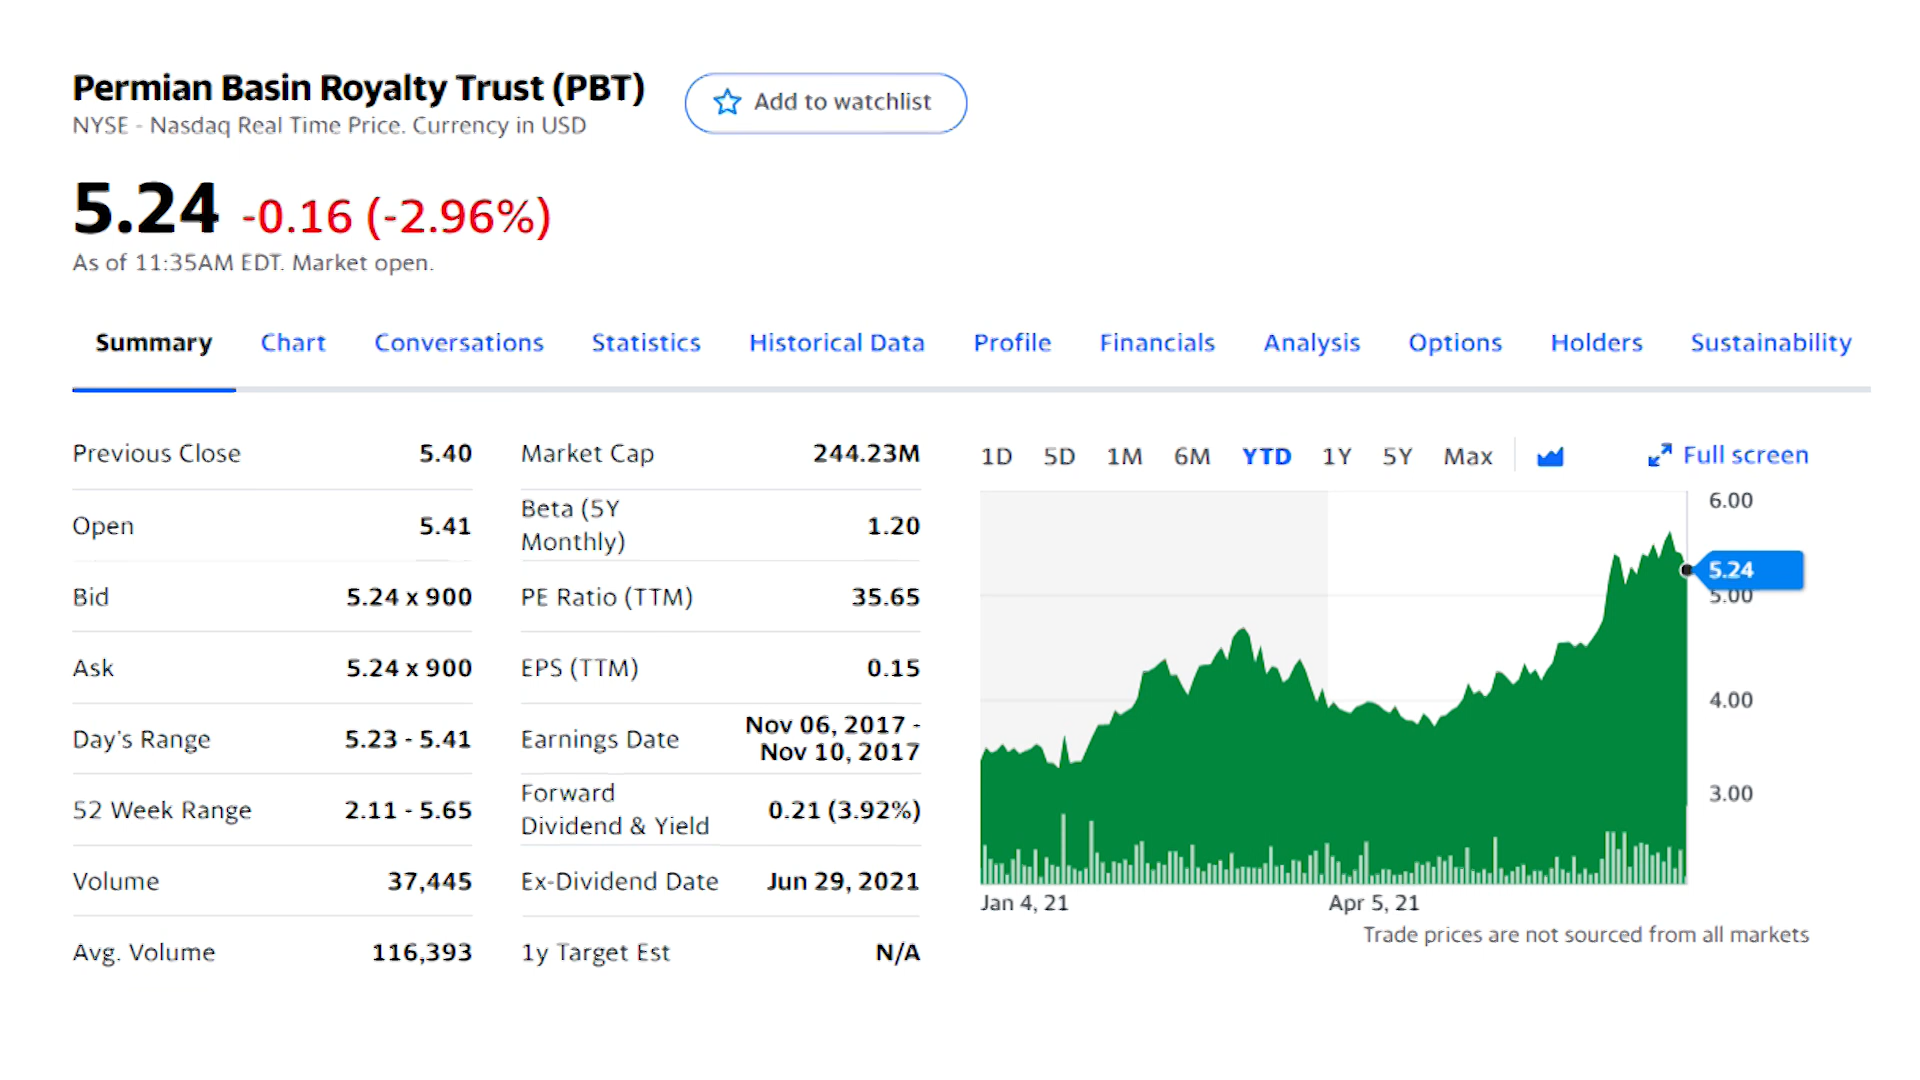 Permian Basin Royalty Trust (PBT)
Add to watchlist
NYSE - Nasdaq Real Time Price. Currency in USD
5.24 -0.16 (-2.96%)
As of 11:35AM EDT. Market open.
Summary Chart Conversations Statistics Historical Data Profile Financials Analysis Options Holders Sustainability
Previous Close 5.40
Open 5.41
Bid 5.24 x 900
Ask 5.24 x 900
Day's Range 5.23 - 5.41
52 Week Range 2.11 - 5.65
Volume 37,445
Avg. Volume 116,393
Market Cap 244.23M
Beta (5Y
Monthly) 1.20
PE Ratio (TTM) 35.65
EPS (TTM) 0.15
Earnings Date Nov 06, 2017 -
Nov 10, 2017
Forward
Dividend & Yield 0.21 (3.92%)
Ex-Dividend Date Jun 29, 2021
1y Target Est N/A
1D 5D 1M 6M YTD 1Y 5Y Max Full screen
6.00
5.24
5.00
4.00
3.00
Jan 4, 21 Apr 5, 21
Trade prices are not sourced from all markets